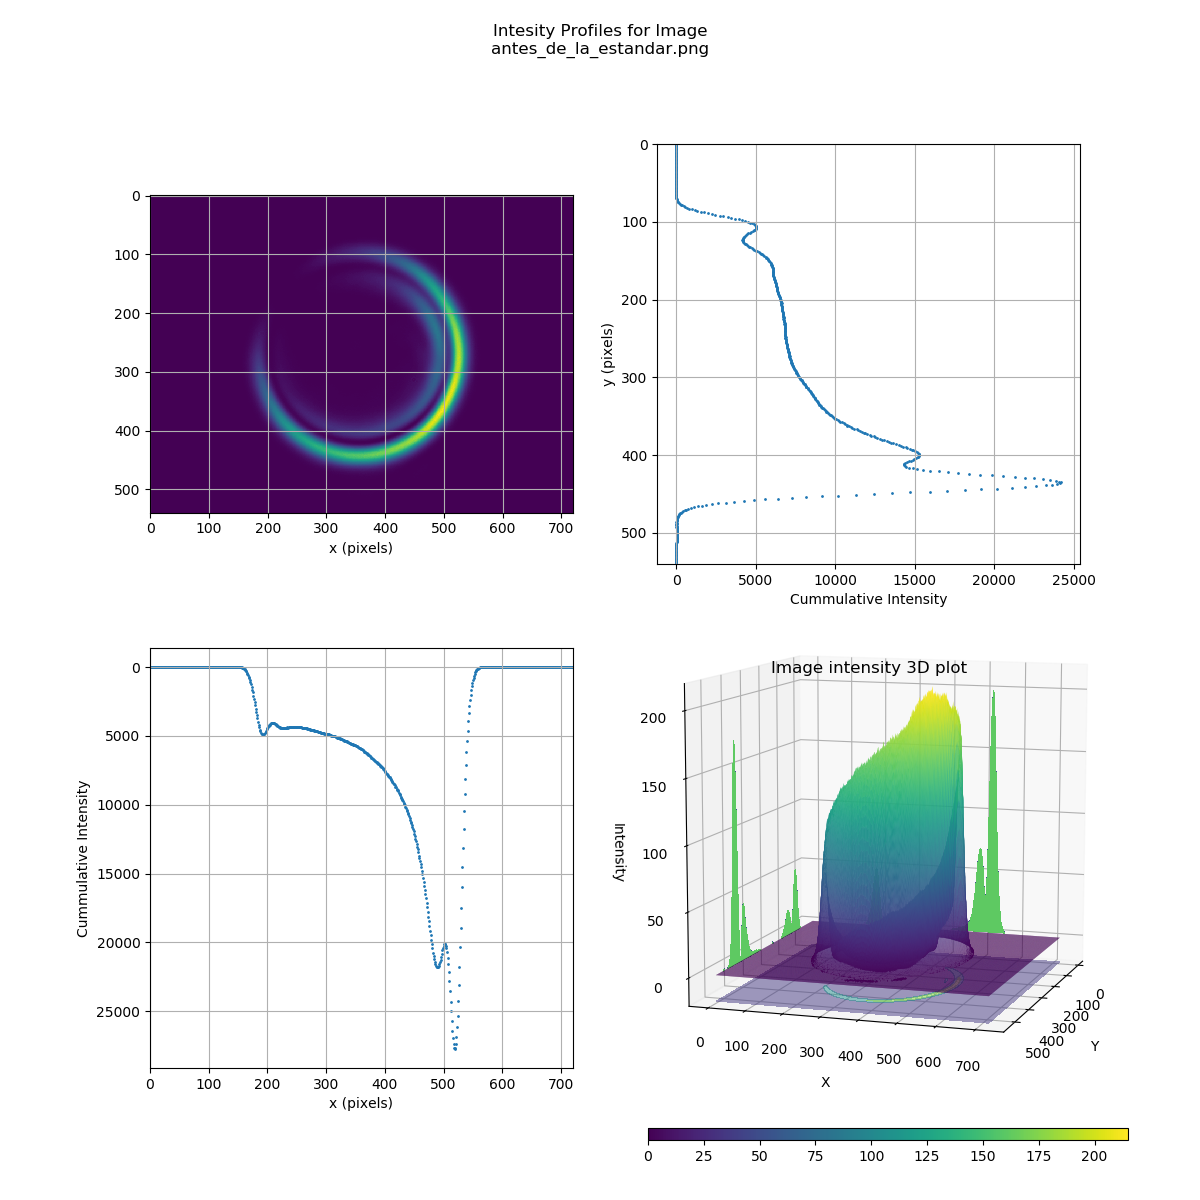 Intesity Profiles for Image
antes_de_la_estandar.png
0
100
200
300
400
500
0 100 200 300 400 500 600 700
x (pixels)
0
100
200
300
400
500
y (pixels)
0 5000 10000 15000 20000 25000
Cummulative Intensity
0
5000
10000
15000
20000
25000
Cummulative Intensity
0 100 200 300 400 500 600 700
x (pixels)
Image intensity 3D plot
200
150
100
50
0
Intensity
0 100 200 300 400 500 600 700
X
0
100
200
300
400
500
Y
0 25 50 75 100 125 150 175 200